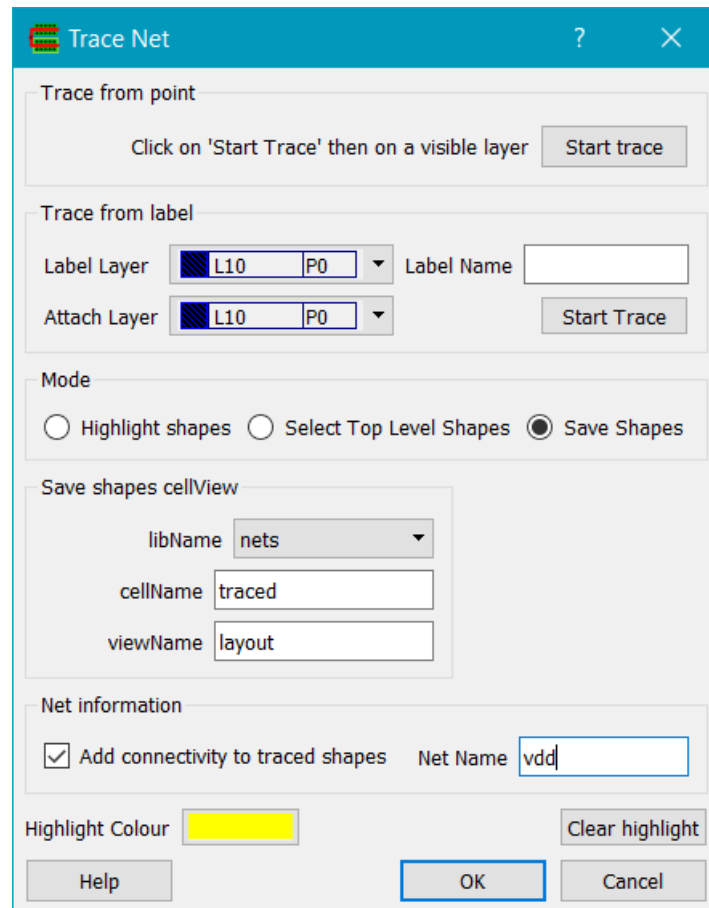 Trace Net ?
Trace from point
Click on 'Start Trace' then on a visible layer Start trace
Trace from label
Label Layer L10 P0 Label Name
Attach Layer L10 P0 Start Trace
Mode
Highlight shapes Select Top Level Shapes Save Shapes
Save shapes cellView
libName nets
cellName traced
viewName layout
Net information
Add connectivity to traced shapes Net Name vdd
Highlight Colour Clear highlight
Help OK Cancel